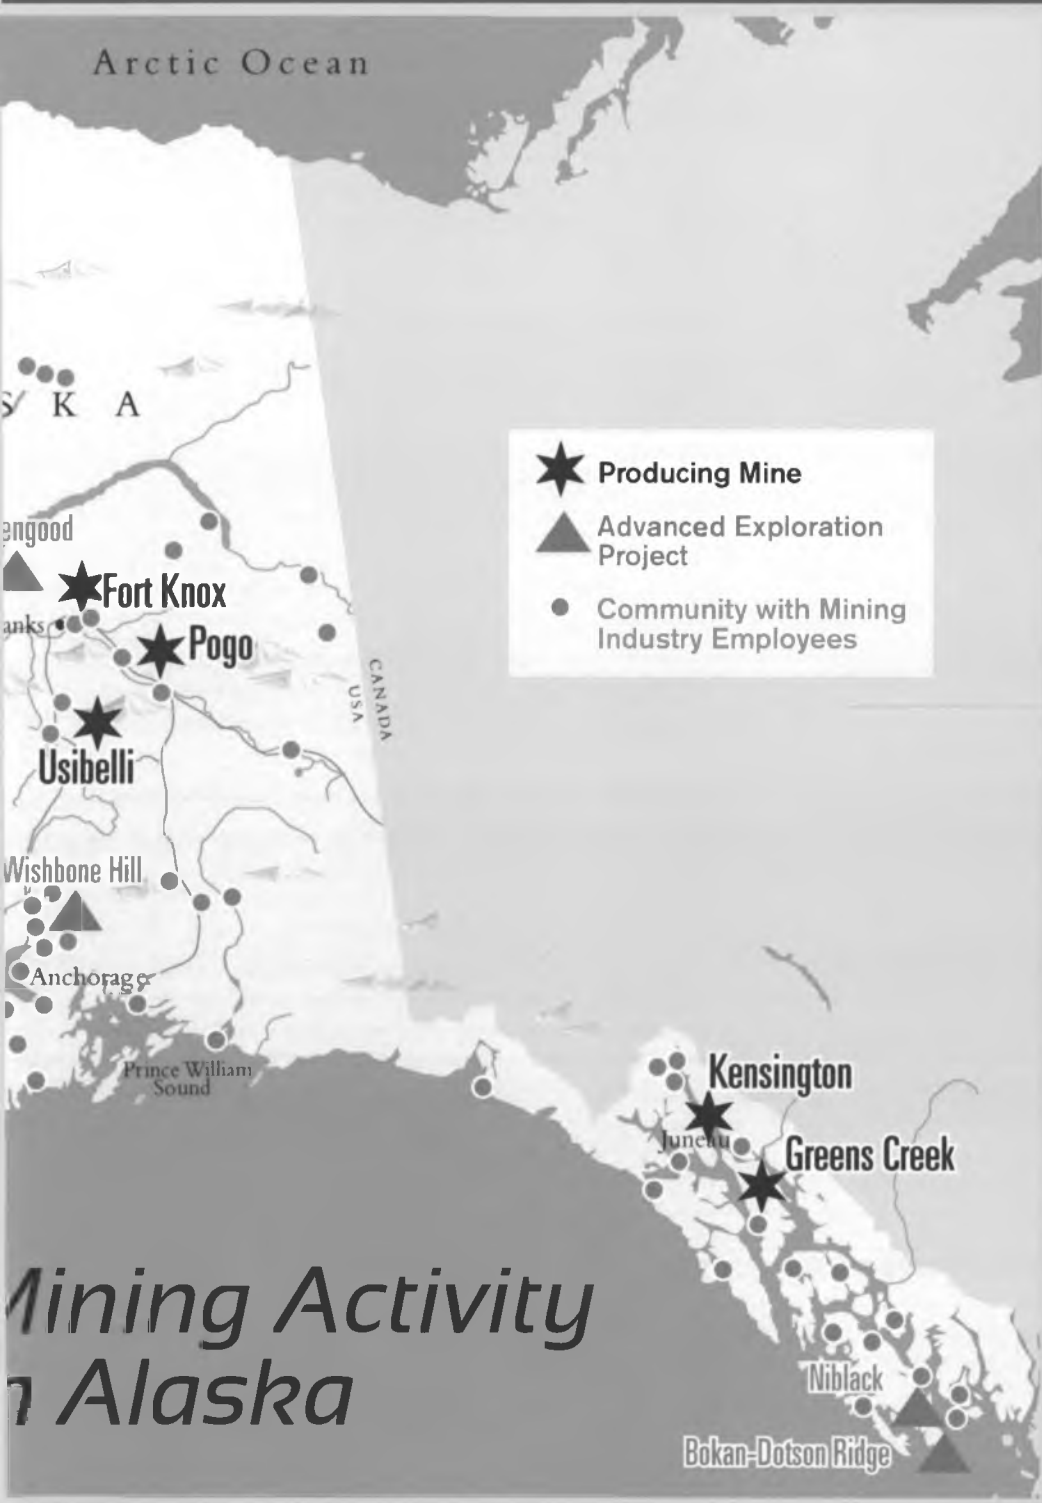 Arctic Ocean
S K A
engood
Fort Knox
anks
Pogo
CANADA
USA
Usibelli
Wishbone Hill
Anchorage
Prince William
Sound
Producing Mine
Advanced Exploration
Project
Community with Mining
Industry Employees
Kensington
Juneau
Greens Creek
Niblack
Bokan-Dotson Ridge
Mining Activity
n Alaska